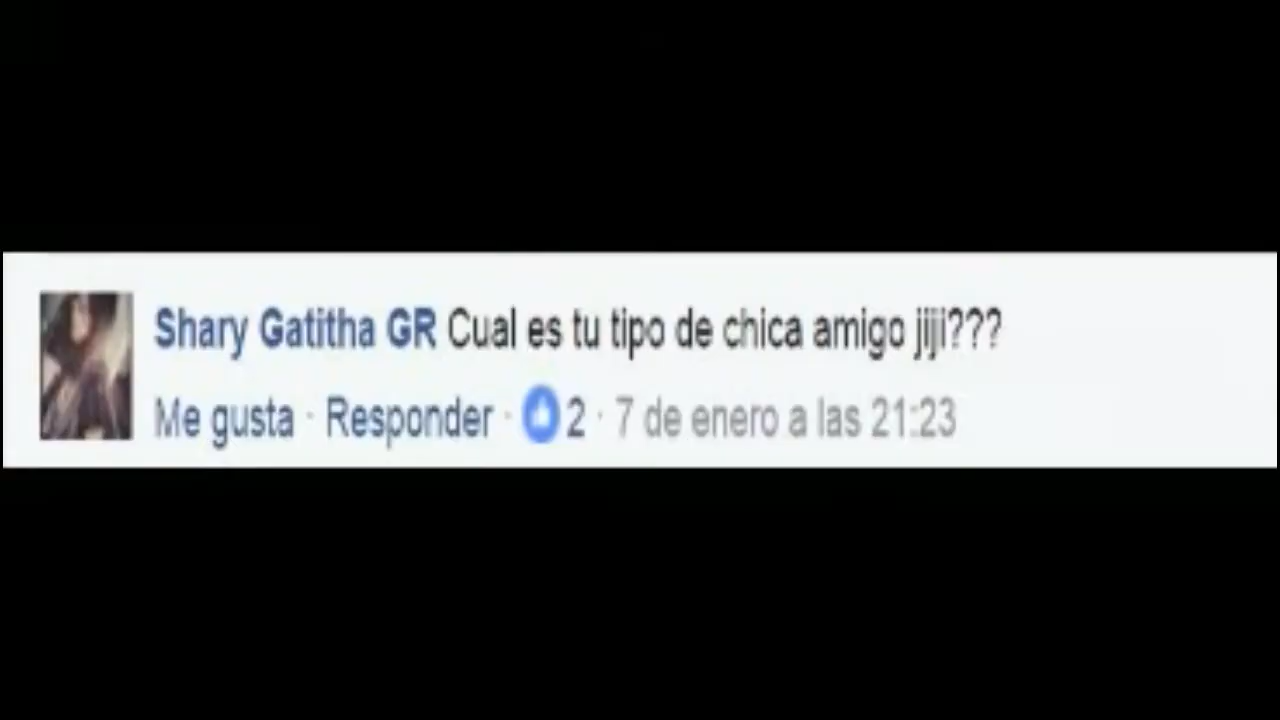 Shary Gatitha GR Cual es tu tipo de chica amigo jiji???
Me gusta · Responder · 2 · 7 de enero a las 21:23